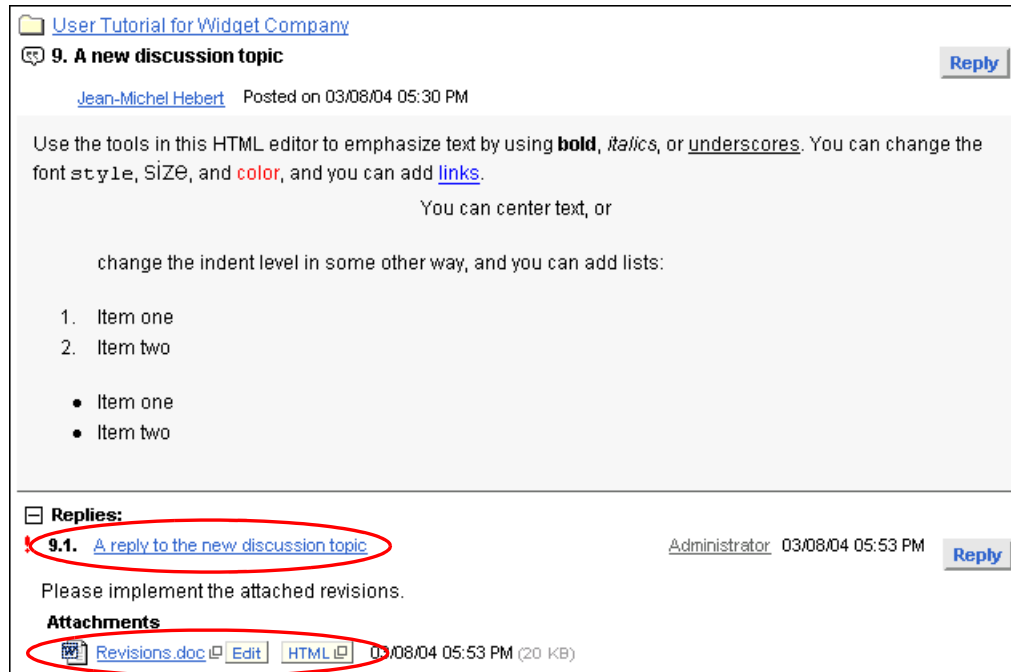 User Tutorial for Widget Company
9. A new discussion topic
Reply
Jean-Michel Hebert Posted on 03/08/04 05:30 PM
Use the tools in this HTML editor to emphasize text by using bold, italics, or underscores. You can change the
font style, size, and color, and you can add links.
You can center text, or
change the indent level in some other way, and you can add lists:
1. Item one
2. Item two
• Item one
• Item two
Replies:
9.1. A reply to the new discussion topic Administrator 03/08/04 05:53 PM Reply
Please implement the attached revisions.
Attachments
Revisions.doc Edit HTML 03/08/04 05:53 PM (20 KB)